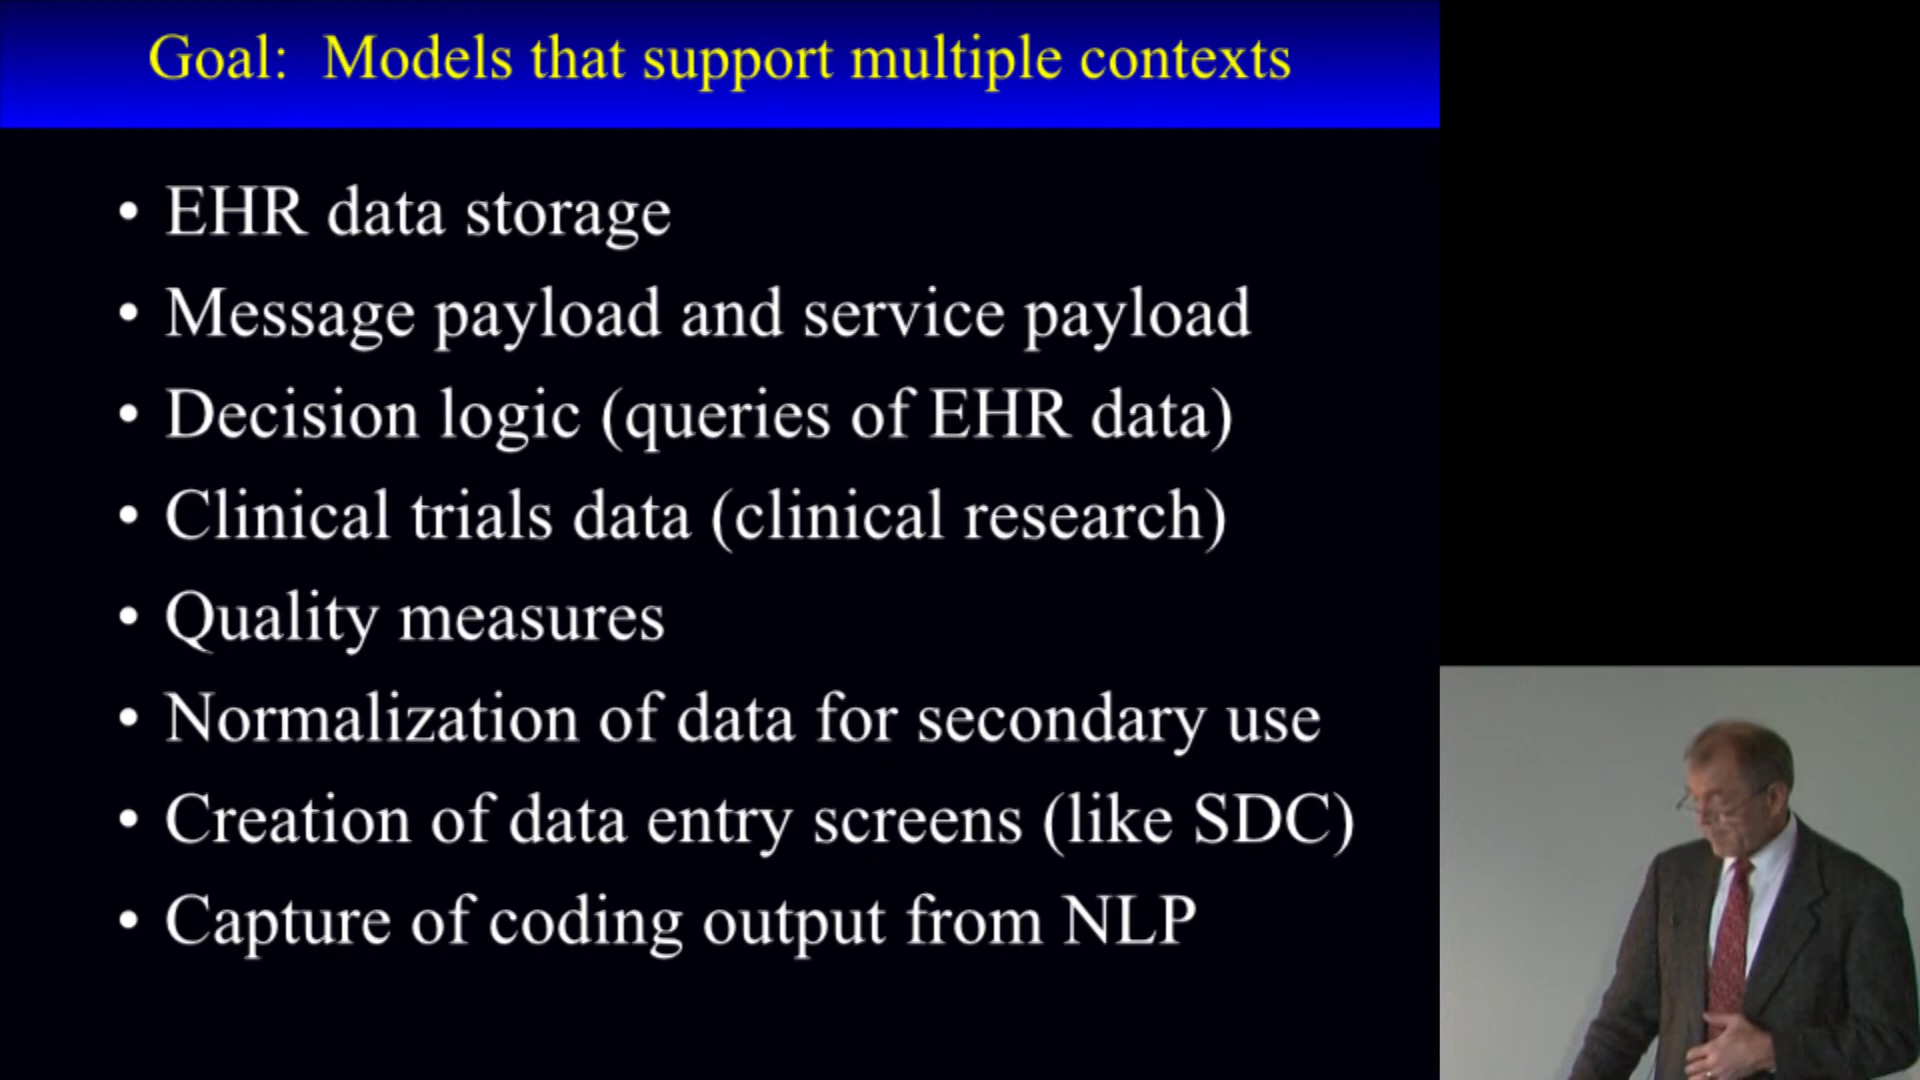 Goal:  Models that support multiple contexts
• EHR data storage
• Message payload and service payload
• Decision logic (queries of EHR data)
• Clinical trials data (clinical research)
• Quality measures
• Normalization of data for secondary use
• Creation of data entry screens (like SDC)
• Capture of coding output from NLP